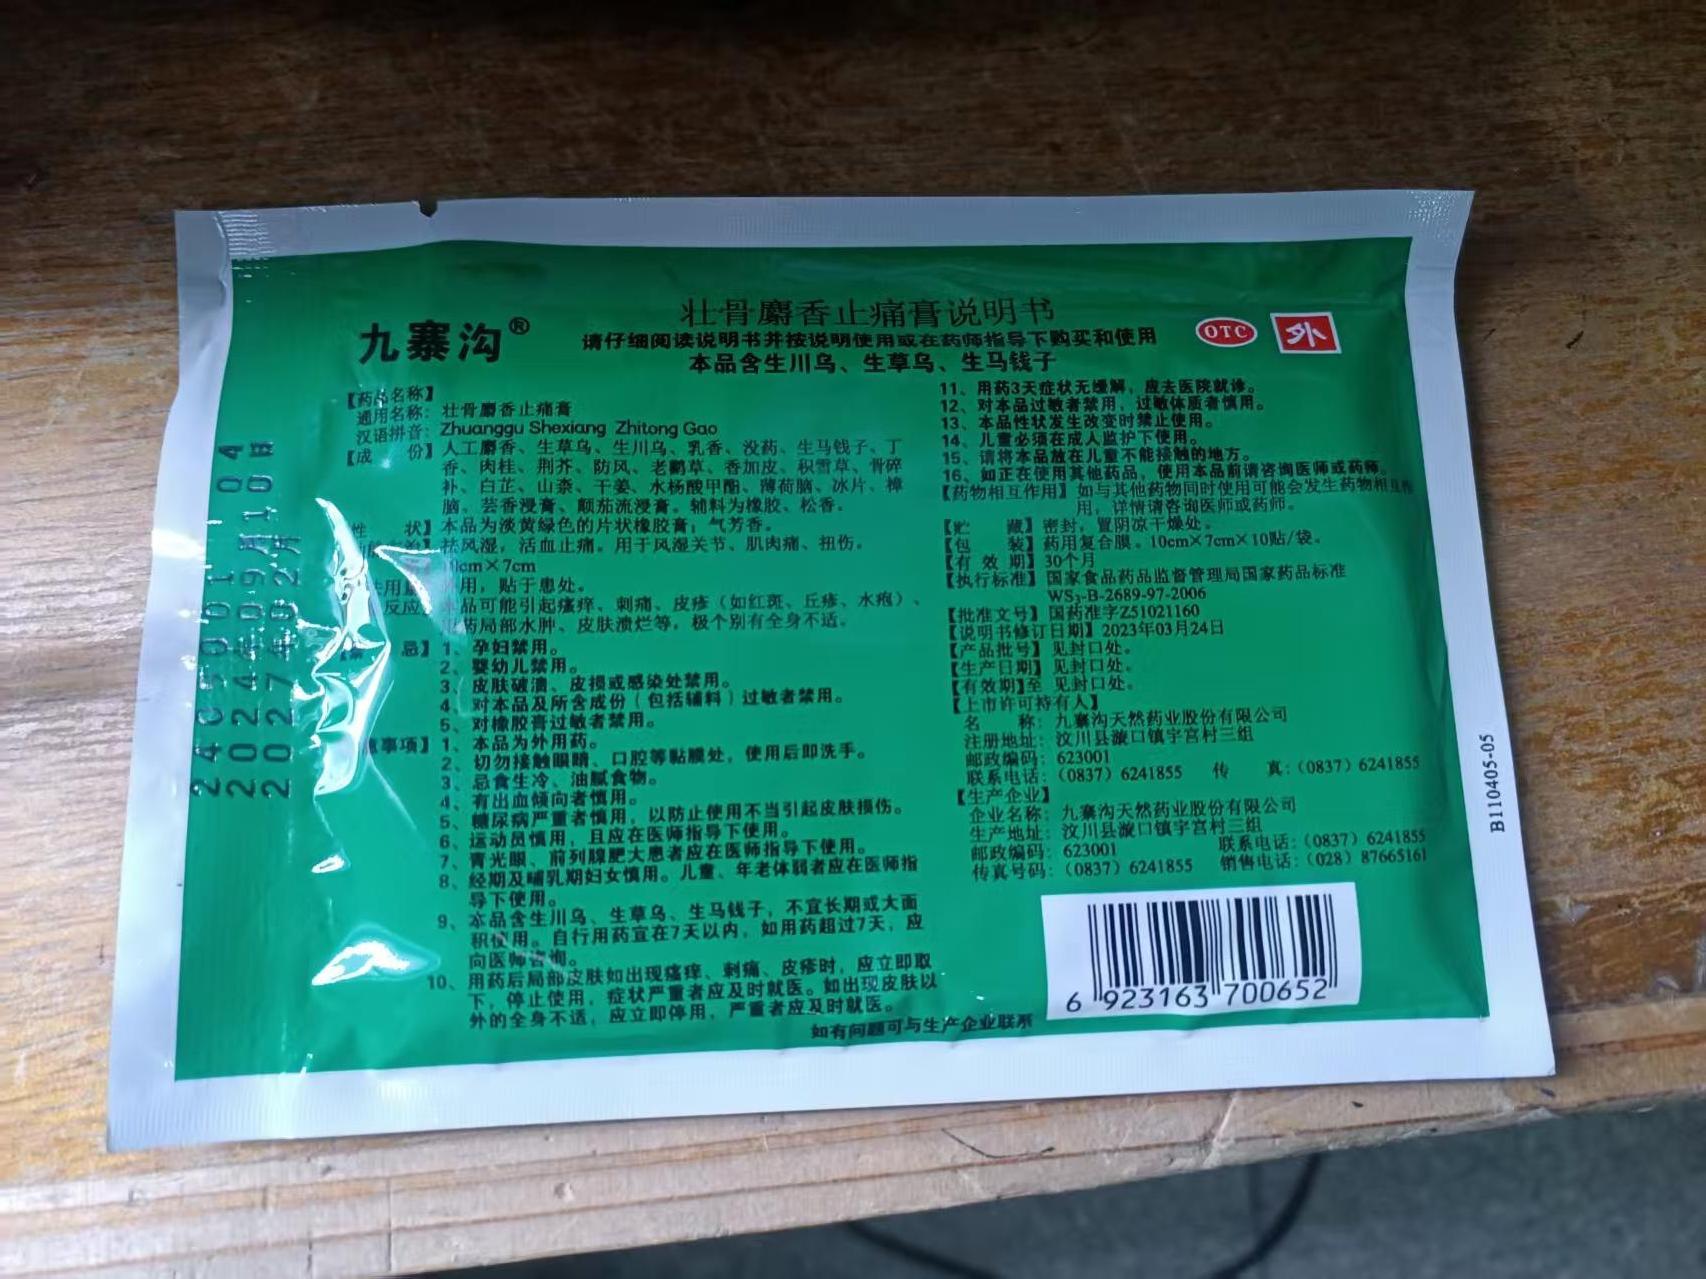 九寨沟®
壮骨麝香止痛膏说明书
请仔细阅读说明书并按说明使用或在药师指导下购买和使用
本品含生川乌、生草乌、生马钱子
OTC
外
【药品名称】
通用名称：壮骨麝香止痛膏
汉语拼音：Zhuanggu Shexiang Zhitong Gao
【成 份】人工麝香、生草乌、生川乌、乳香、没药、生马钱子、丁
香、肉桂、荆芥、防风、老鹳草、香加皮、积雪草、骨碎
补、白芷、山柰、干姜、水杨酸甲酯、薄荷脑、冰片、樟
脑、芸香浸膏、颠茄流浸膏。辅料为橡胶、松香。
性 状】本品为淡黄绿色的片状橡胶膏；气芳香。
祛风湿，活血止痛。用于风湿关节、肌肉痛、扭伤。
cm×7cm
用，贴于患处。
反应】本品可能引起瘙痒、刺痛、皮疹（如红斑、丘疹、水疱）、
用药局部水肿、皮肤溃烂等，极个别有全身不适。
忌】1、孕妇禁用。
2、婴幼儿禁用。
3、皮肤破溃、皮损或感染处禁用。
4、对本品及所含成份（包括辅料）过敏者禁用。
5、对橡胶膏过敏者禁用。
意事项】1、本品为外用药。
2、切勿接触眼睛、口腔等黏膜处，使用后即洗手。
3、忌食生冷、油腻食物。
4、有出血倾向者慎用。
5、糖尿病严重者慎用，以防止使用不当引起皮肤损伤。
6、运动员慎用，且应在医师指导下使用。
7、青光眼、前列腺肥大患者应在医师指导下使用。
8、经期及哺乳期妇女慎用。儿童、年老体弱者应在医师指
导下使用。
9、本品含生川乌、生草乌、生马钱子，不宜长期或大面
积使用。自行用药宜在7天以内，如用药超过7天，应
向医师咨询。
10、用药后局部皮肤如出现瘙痒、刺痛、皮疹时，应立即取
下，停止使用，症状严重者应及时就医。如出现皮肤以
外的全身不适，应立即停用，严重者应及时就医。
11、用药3天症状无缓解，应去医院就诊。
12、对本品过敏者禁用，过敏体质者慎用。
13、本品性状发生改变时禁止使用。
14、儿童必须在成人监护下使用。
15、请将本品放在儿童不能接触的地方。
16、如正在使用其他药品，使用本品前请咨询医师或药师。
【药物相互作用】如与其他药物同时使用可能会发生药物相互作
用，详情请咨询医师或药师。
【贮 藏】密封，置阴凉干燥处。
【包 装】药用复合膜。10cm×7cm×10贴/袋。
【有 效 期】30个月
【执行标准】国家食品药品监督管理局国家药品标准
WS₃-B-2689-97-2006
【批准文号】国药准字Z51021160
【说明书修订日期】2023年03月24日
【产品批号】见封口处。
【生产日期】见封口处。
【有效期】至 见封口处。
【上市许可持有人】
名 称：九寨沟天然药业股份有限公司
注册地址：汶川县漩口镇宇宫村三组
邮政编码：623001
联系电话：（0837）6241855 传 真：（0837）6241855
【生产企业】
企业名称：九寨沟天然药业股份有限公司
生产地址：汶川县漩口镇宇宫村三组
邮政编码：623001 联系电话：（0837）6241855
传真号码：（0837）6241855 销售电话：（028）87665161
如有问题可与生产企业联系
6 923163 700652
B110405-05
2024年09月10日
2027年02月